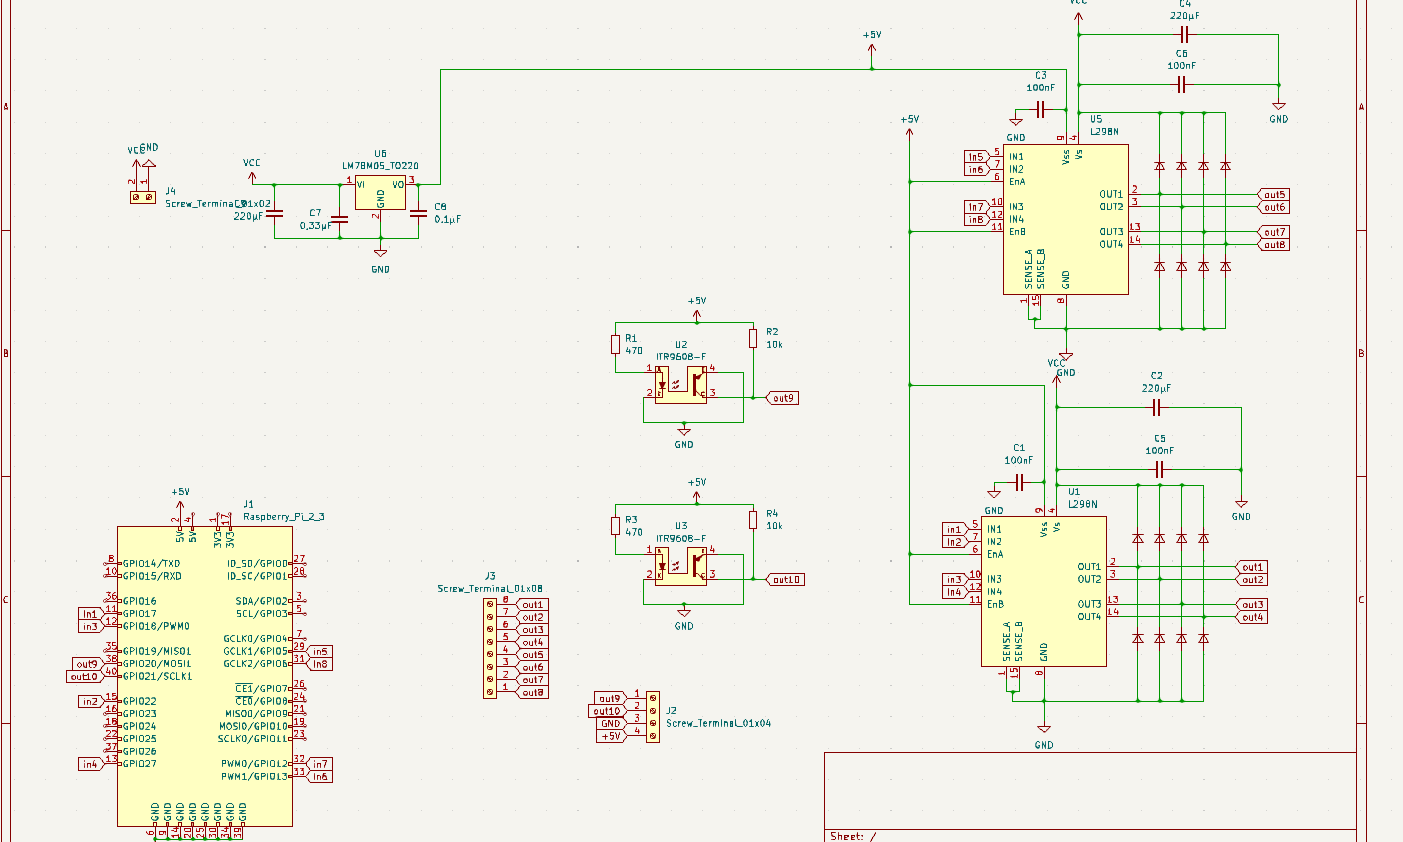 VCC
C4
220µF
C6
100nF
GND
+5V
C3
100nF
GND
+5V
U5
L298N
A
A
VCC
GND
2
1
J4
Screw_Terminal_01x02
VCC
220µF
C7
0,33µF
U6
LM78M05_TO220
1
VI
VO
3
GND
2
C8
0.1µF
GND
9
4
Vss
Vs
in5
5
IN1
in6
7
IN2
6
EnA
in7
10
IN3
in8
12
IN4
11
EnB
OUT1
2
out5
OUT2
3
out6
OUT3
13
out7
OUT4
14
out8
SENSE_A
SENSE_B
GND
1
15
8
GND
B
B
+5V
R1
470
U2
ITR9608-F
R2
10k
1
2
4
3
out9
GND
VCC
C2
220µF
C5
100nF
GND
C1
100nF
GND
U1
L298N
9
4
Vss
Vs
in1
5
IN1
in2
7
IN2
6
EnA
in3
10
IN3
in4
12
IN4
11
EnB
OUT1
2
out1
OUT2
3
out2
OUT3
13
out3
OUT4
14
out4
SENSE_A
SENSE_B
GND
1
15
8
GND
C
C
+5V
R3
470
U3
ITR9608-F
R4
10k
1
2
4
3
out10
GND
+5V
J1
Raspberry_Pi_2_3
2
4
1
17
5V
5V
3V3
3V3
8
GPIO14/TXD
10
GPIO15/RXD
36
GPIO16
in1
11
GPIO17
in3
12
GPIO18/PWM0
35
GPIO19/MISO1
out9
38
GPIO20/MOSI1
out10
40
GPIO21/SCLK1
in2
15
GPIO22
16
GPIO23
18
GPIO24
22
GPIO25
37
GPIO26
in4
13
GPIO27
ID_SD/GPIO0
27
ID_SC/GPIO1
28
SDA/GPIO2
3
SCL/GPIO3
5
GCLK0/GPIO4
7
GCLK1/GPIO5
29
in5
GCLK2/GPIO6
31
in8
CE1/GPIO7
26
CE0/GPIO8
24
MISO0/GPIO9
21
MOSI0/GPIO10
19
SCLK0/GPIO11
23
PWM0/GPIO12
32
in7
PWM1/GPIO13
33
in6
GND
GND
GND
GND
GND
GND
GND
GND
6
9
14
20
25
30
34
39
J3
Screw_Terminal_01x08
8
out1
7
out2
6
out3
5
out4
4
out5
3
out6
2
out7
1
out8
out9
1
out10
2
GND
3
+5V
4
J2
Screw_Terminal_01x04
Sheet: /